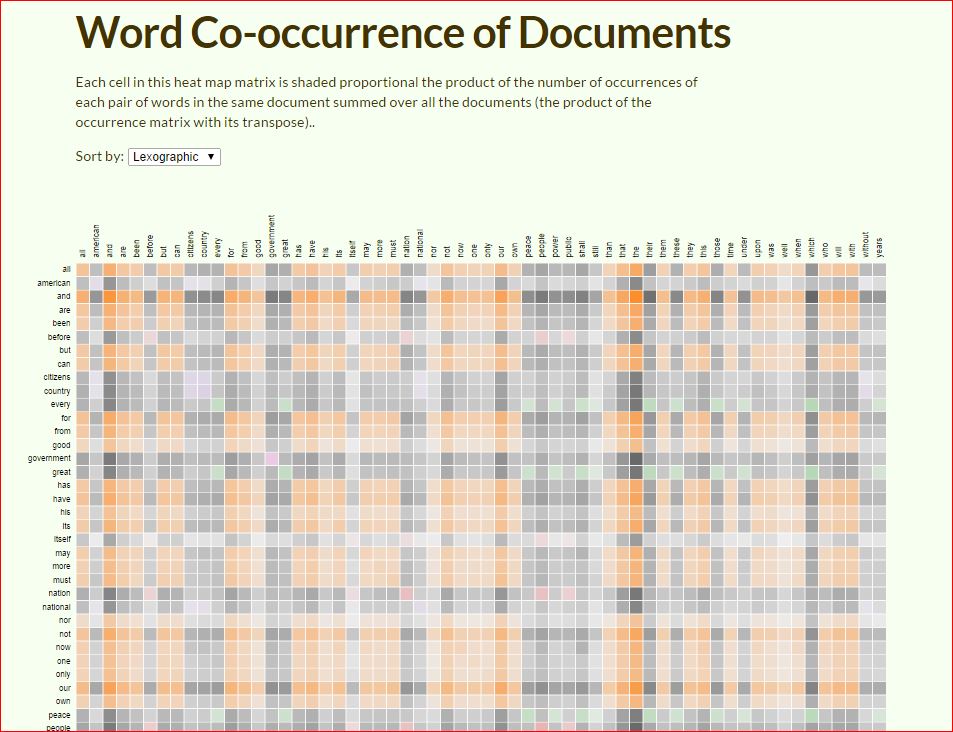 Word Co-occurrence of Documents
Each cell in this heat map matrix is shaded proportional the product of the number of occurrences of
each pair of words in the same document summed over all the documents (the product of the
occurrence matrix with its transpose)..
Sort by: Lexographic ▼
all american and are been before but can citizens country every for from good government great has have his its itself may more must nation national nor not now one only our own peace people power public shall still than that the their them these they this those time under upon was well when which who will with without years
all
american
and
are
been
before
but
can
citizens
country
every
for
from
good
government
great
has
have
his
its
itself
may
more
must
nation
national
nor
not
now
one
only
our
own
peace
people